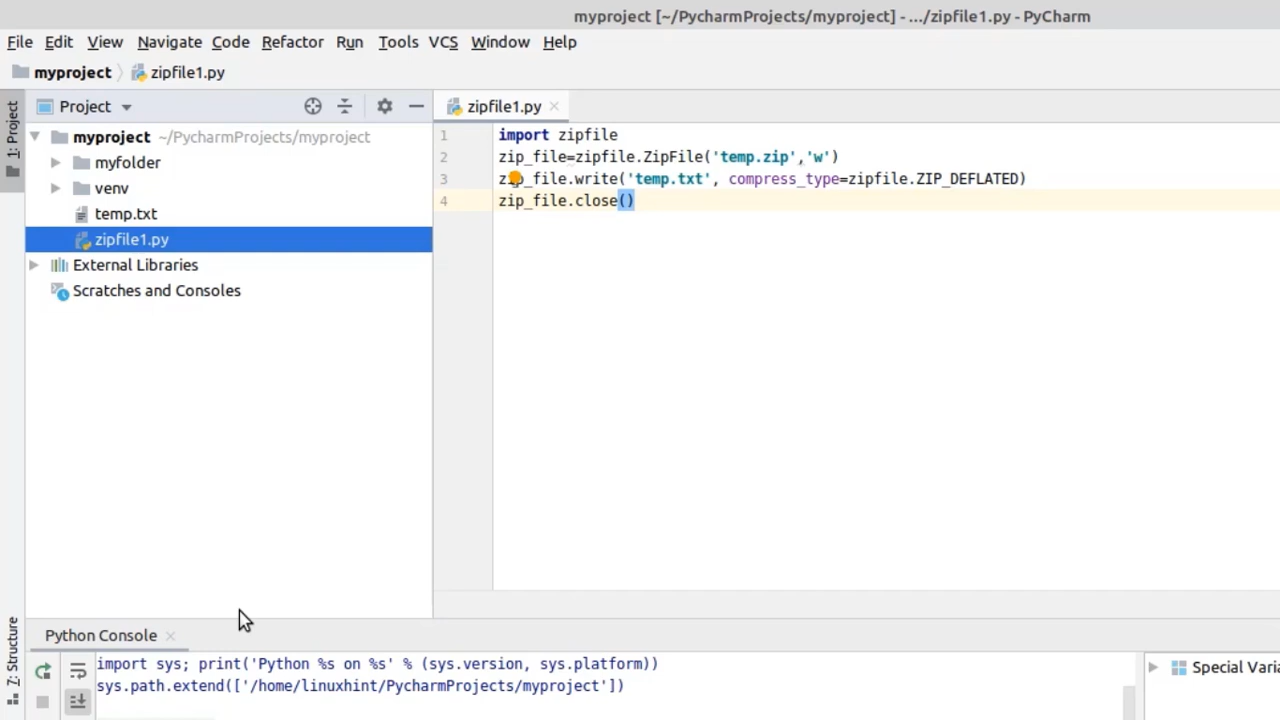 myproject [~/PycharmProjects/myproject] - .../zipfile1.py - PyCharm
File Edit View Navigate Code Refactor Run Tools VCS Window Help
myproject zipfile1.py
1: Project
Project
zipfile1.py
myproject ~/PycharmProjects/myproject
myfolder
venv
temp.txt
zipfile1.py
External Libraries
Scratches and Consoles
1 import zipfile
2 zip_file=zipfile.ZipFile('temp.zip','w')
3 zip_file.write('temp.txt', compress_type=zipfile.ZIP_DEFLATED)
4 zip_file.close()
7: Structure
Python Console
import sys; print('Python %s on %s' % (sys.version, sys.platform))
sys.path.extend(['/home/linuxhint/PycharmProjects/myproject'])
Special Varia